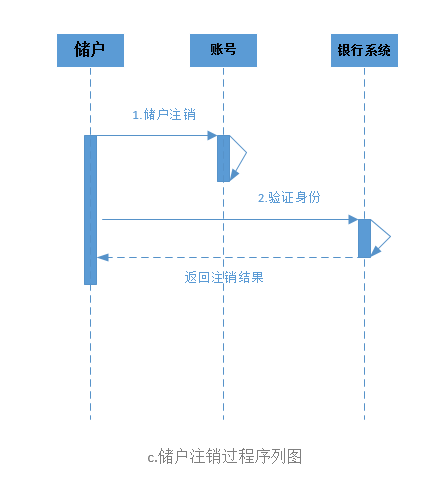 储户
账号
银行系统
1.储户注销
2.验证身份
返回注销结果
c.储户注销过程序列图